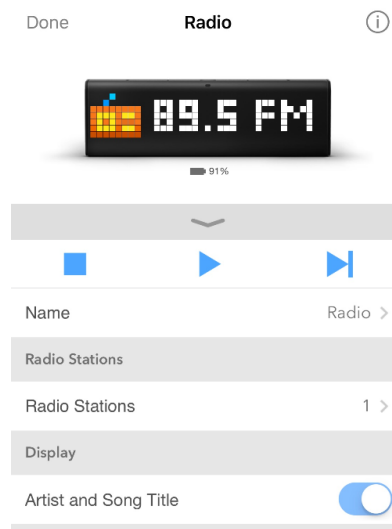 Done Radio
89.5 FM
91%
Name Radio
Radio Stations
Radio Stations 1
Display
Artist and Song Title